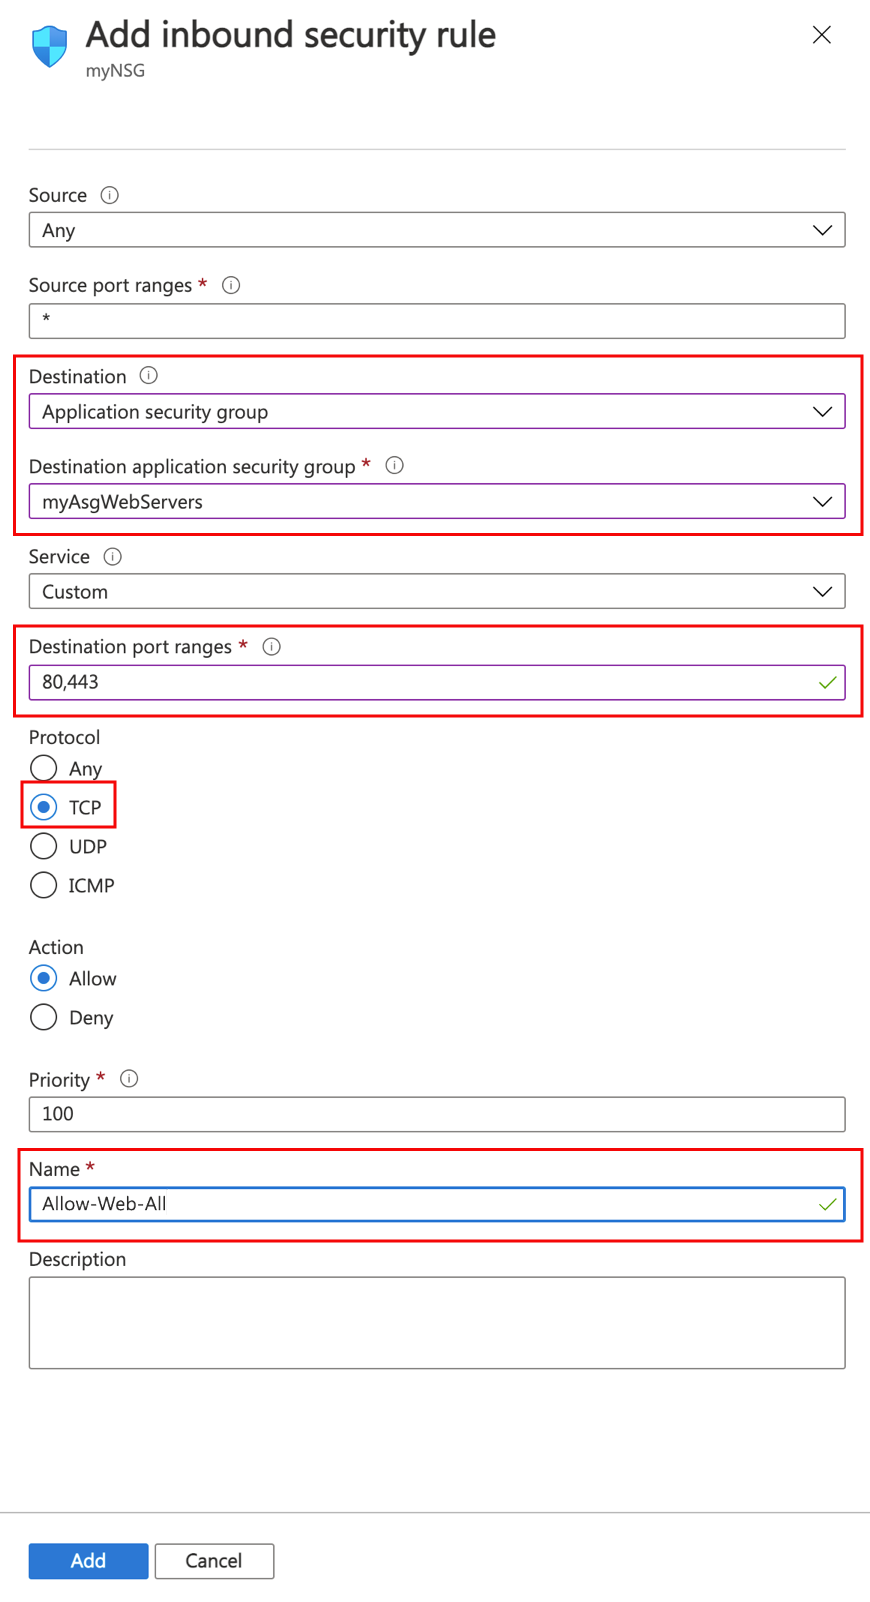 Add inbound security rule
myNSG
Source
Any
Source port ranges *
*
Destination
Application security group
Destination application security group *
myAsgWebServers
Service
Custom
Destination port ranges *
80,443
Protocol
Any
TCP
UDP
ICMP
Action
Allow
Deny
Priority *
100
Name *
Allow-Web-All
Description
Add
Cancel